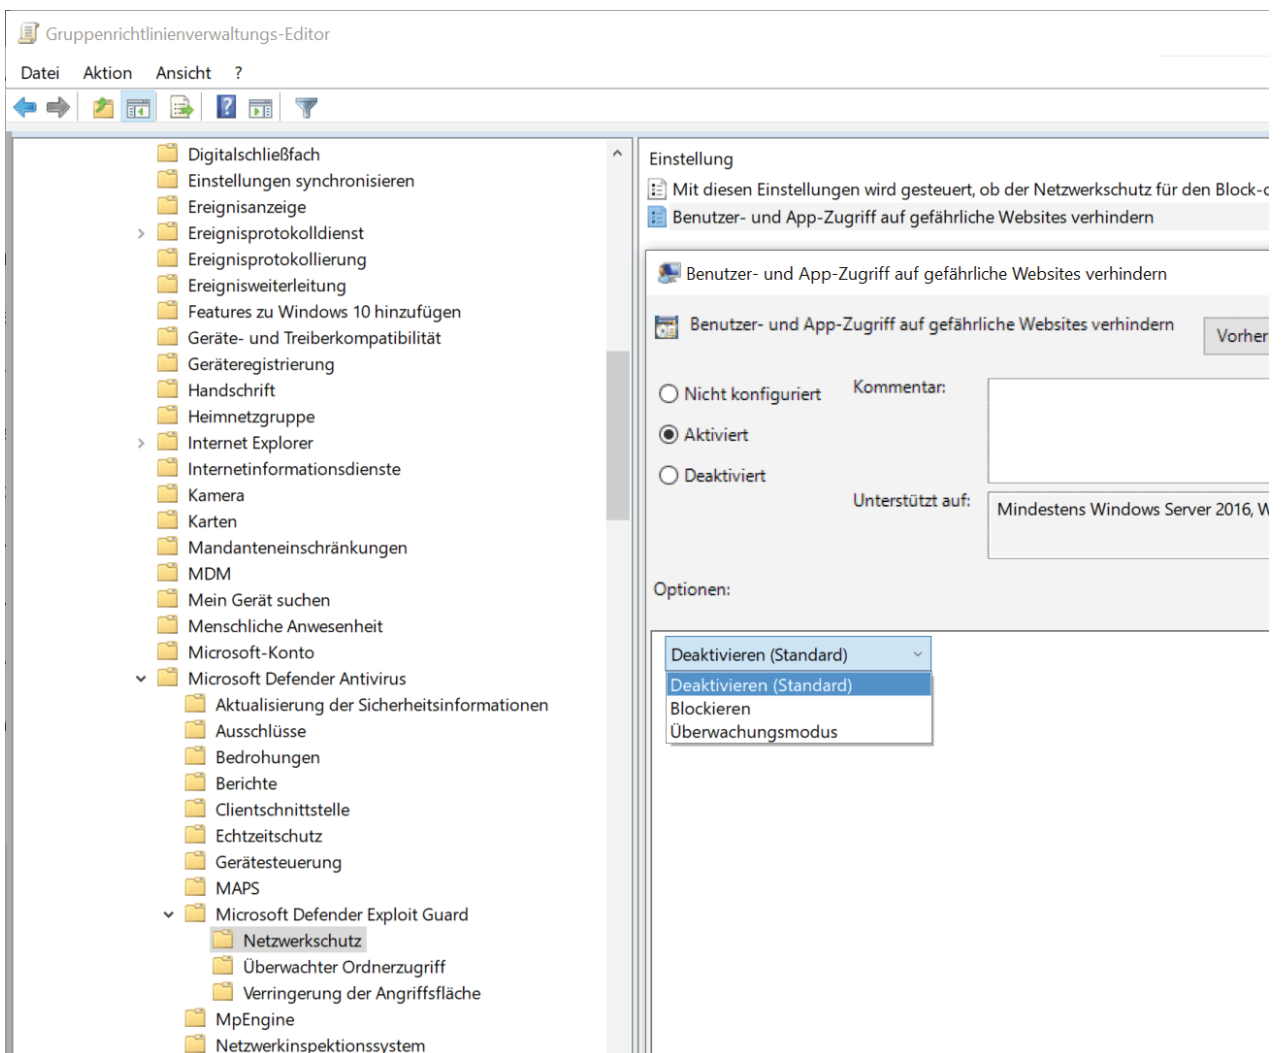 Gruppenrichtlinienverwaltungs-Editor
Datei Aktion Ansicht ?
Digitalschließfach
Einstellungen synchronisieren
Ereignisanzeige
Ereignisprotokolldienst
Ereignisprotokollierung
Ereignisweiterleitung
Features zu Windows 10 hinzufügen
Geräte- und Treiberkompatibilität
Geräteregistrierung
Handschrift
Heimnetzgruppe
Internet Explorer
Internetinformationsdienste
Kamera
Karten
Mandanteneinschränkungen
MDM
Mein Gerät suchen
Menschliche Anwesenheit
Microsoft-Konto
Microsoft Defender Antivirus
Aktualisierung der Sicherheitsinformationen
Ausschlüsse
Bedrohungen
Berichte
Clientschnittstelle
Echtzeitschutz
Gerätesteuerung
MAPS
Microsoft Defender Exploit Guard
Netzwerkschutz
Überwachter Ordnerzugriff
Verringerung der Angriffsfläche
MpEngine
Netzwerkinspektionssystem
Einstellung
Mit diesen Einstellungen wird gesteuert, ob der Netzwerkschutz für den Block-
Benutzer- und App-Zugriff auf gefährliche Websites verhindern
Benutzer- und App-Zugriff auf gefährliche Websites verhindern
Benutzer- und App-Zugriff auf gefährliche Websites verhindern
Vorher
Nicht konfiguriert
Kommentar:
Aktiviert
Deaktiviert
Unterstützt auf:
Mindestens Windows Server 2016, W
Optionen:
Deaktivieren (Standard)
Deaktivieren (Standard)
Blockieren
Überwachungsmodus